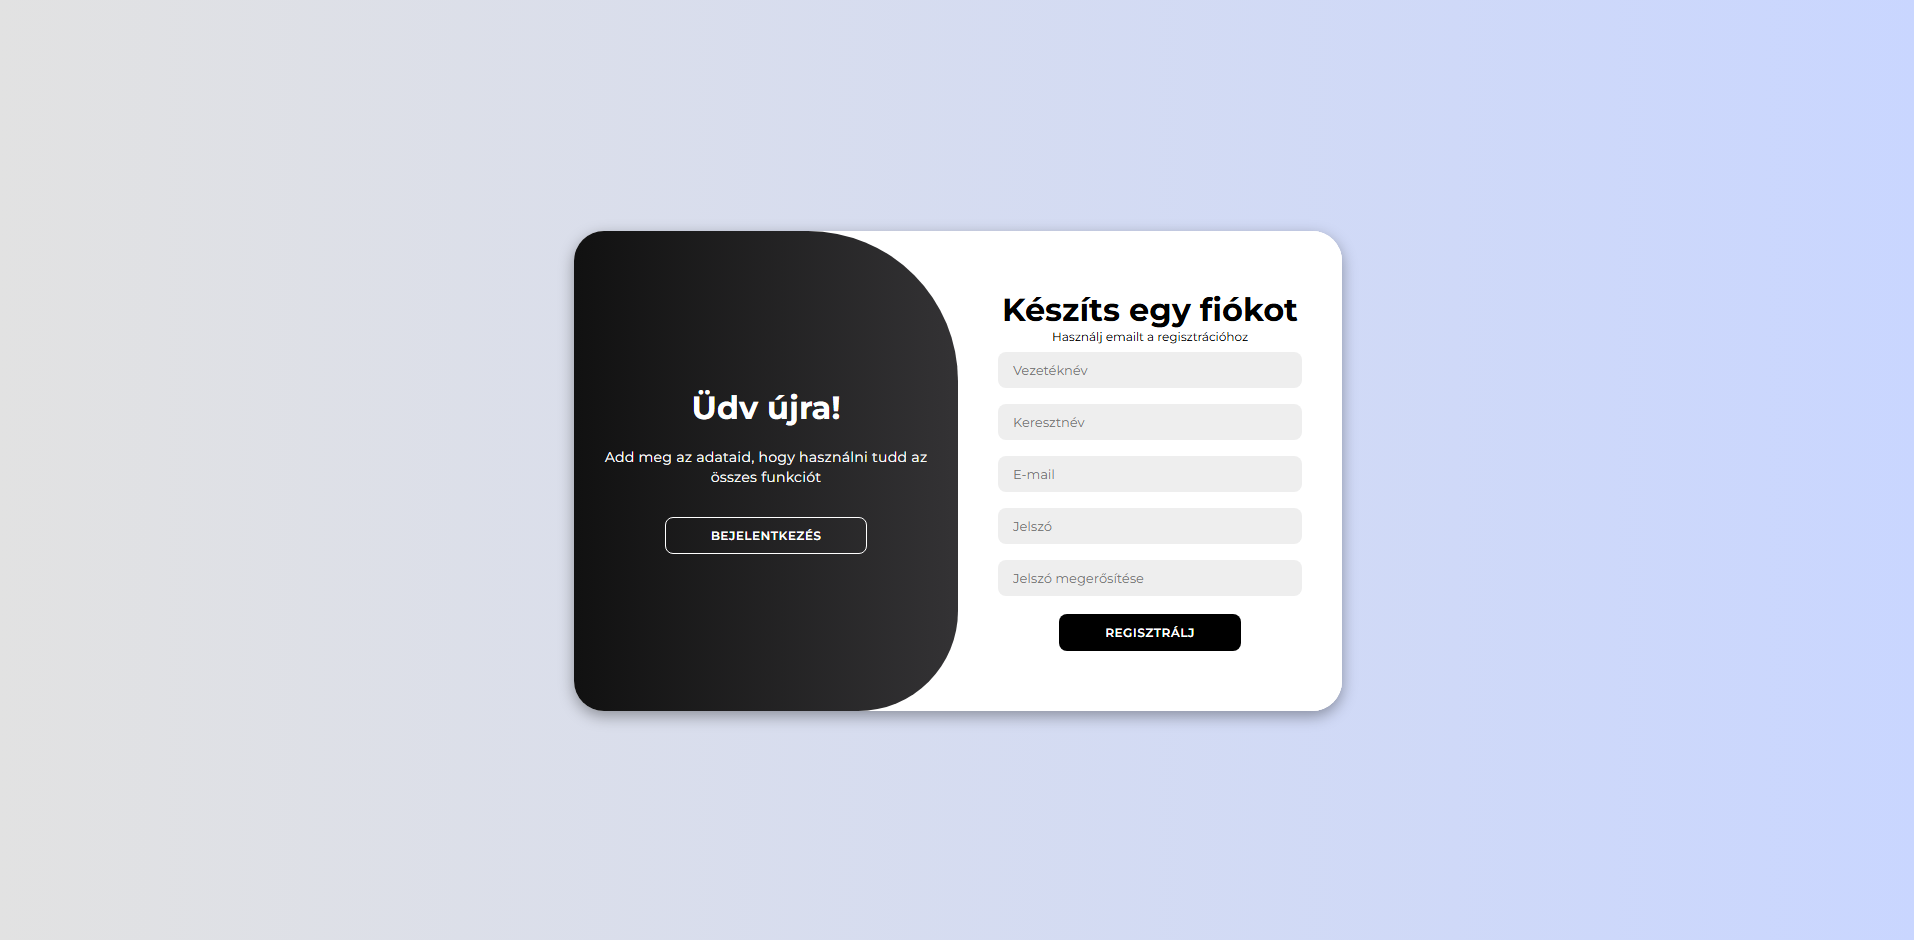 Üdv újra!
Add meg az adataid, hogy használni tudd az
összes funkciót
BEJELENTKEZÉS
Készíts egy fiókot
Használj emailt a regisztrációhoz
Vezetéknév
Keresztnév
E-mail
Jelszó
Jelszó megerősítése
REGISZTRÁLJ